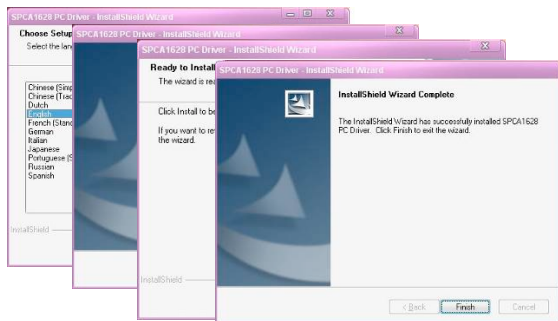 SPCA1628 PC Driver - InstallShield Wizard
Choose Setup
Select the lan
Chinese (Simp
Chinese (Trad
Dutch
English
French (Stand
German
Italian
Japanese
Portuguese (S
Russian
Spanish
InstallShield
SPCA1628 PC Driver - InstallShield Wizard
SPCA1628 PC Driver - InstallShield Wizard
Ready to Install
The wizard is rea
Click Install to be
If you want to re
the wizard.
InstallShield
SPCA1628 PC Driver - InstallShield Wizard
InstallShield Wizard Complete
The InstallShield Wizard has successfully installed SPCA1628
PC Driver. Click Finish to exit the wizard.
< Back
Finish
Cancel